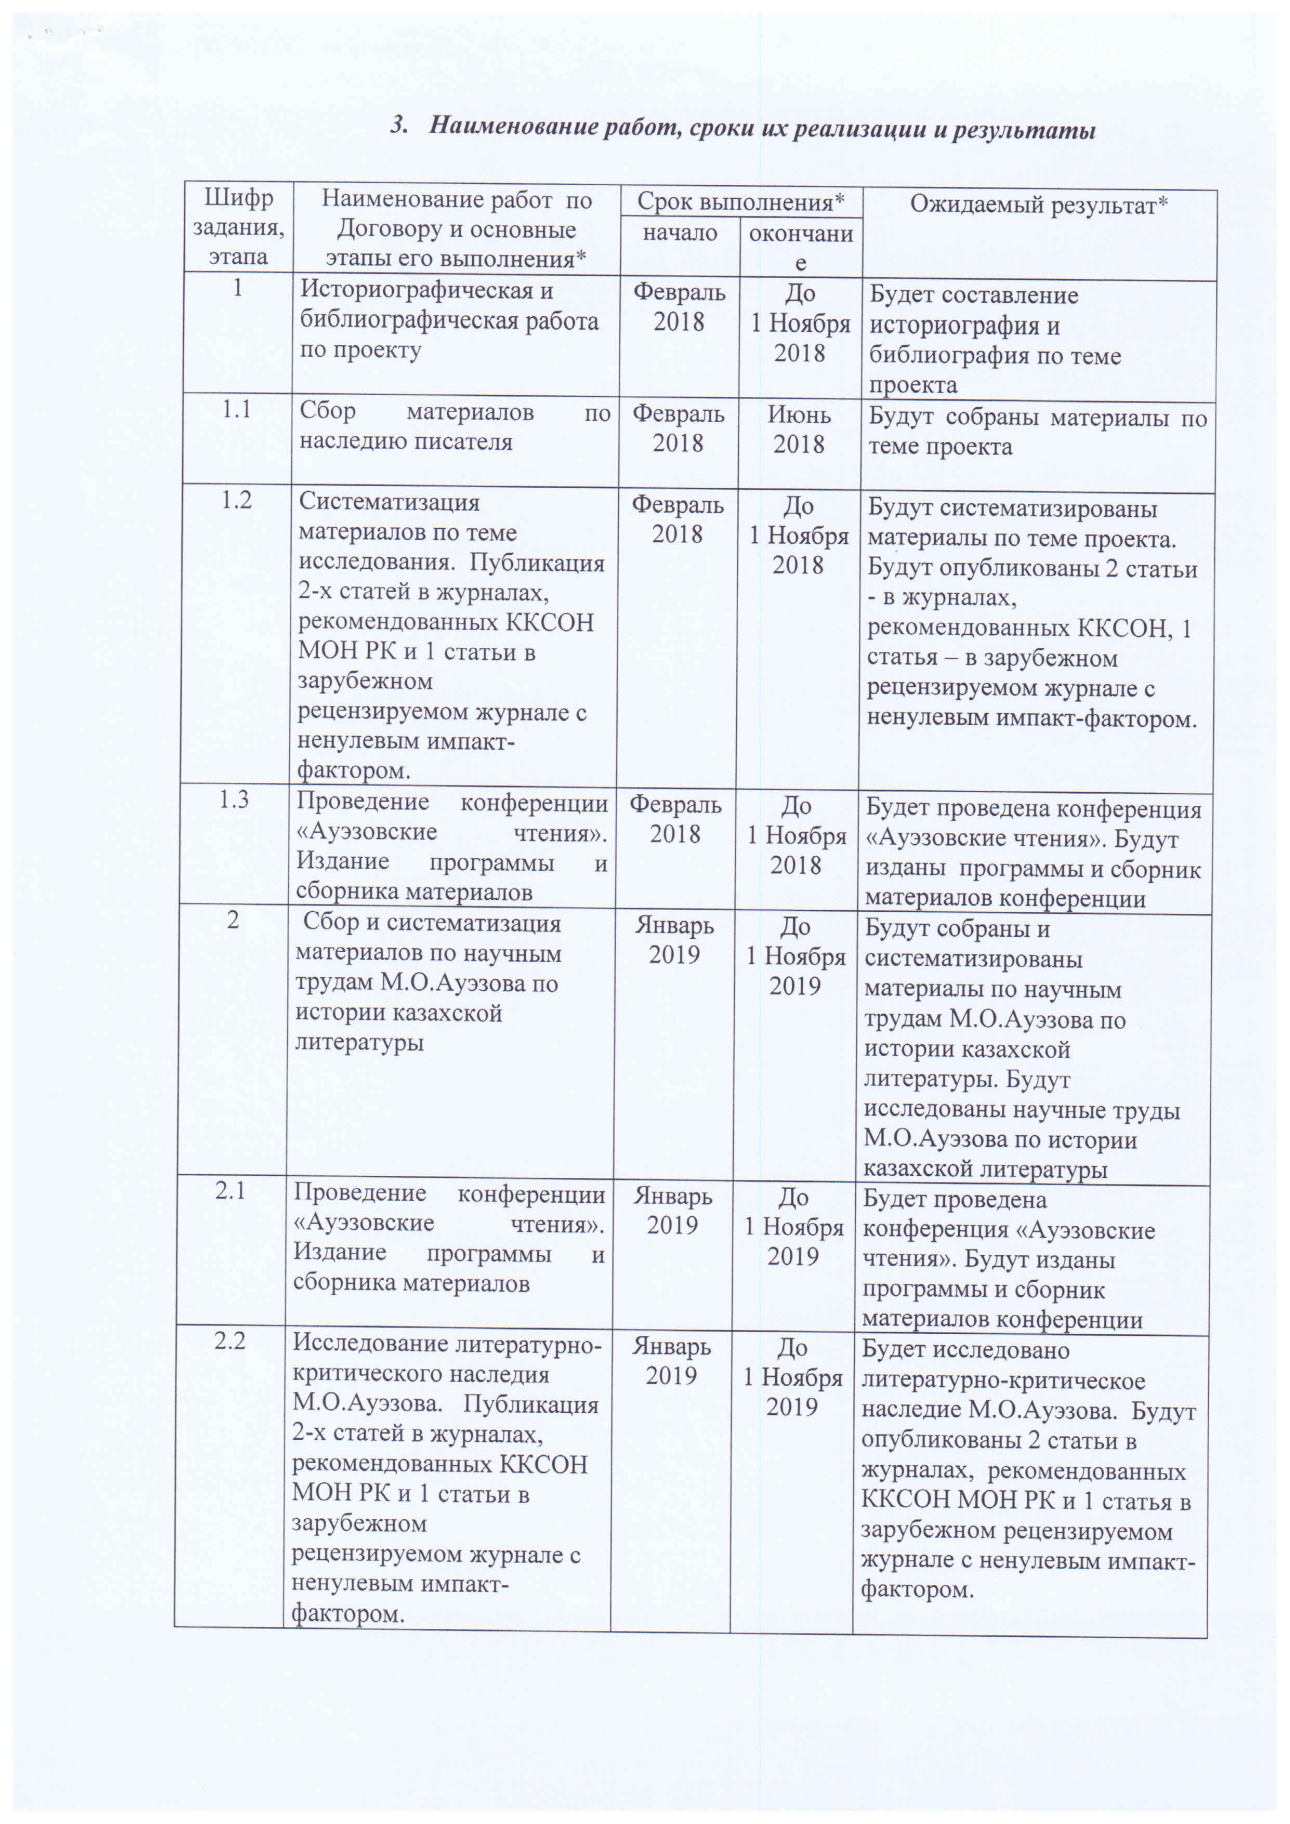 3. Наименование работ, сроки их реализации и результаты
Шифр
задания,
этапа
Наименование работ по
Договору и основные
этапы его выполнения*
Срок выполнения*
начало
окончани
е
Ожидаемый результат*
1
Историографическая и
библиографическая работа
по проекту
Февраль
2018
До
1 Ноября
2018
Будет составление
историография и
библиография по теме
проекта
1.1
Сбор материалов по
наследию писателя
Февраль
2018
Июнь
2018
Будут собраны материалы по
теме проекта
1.2
Систематизация
материалов по теме
исследования. Публикация
2-х статей в журналах,
рекомендованных ККСОН
МОН РК и 1 статьи в
зарубежном
рецензируемом журнале с
ненулевым импакт-
фактором.
Февраль
2018
До
1 Ноября
2018
Будут систематизированы
материалы по теме проекта.
Будут опубликованы 2 статьи
- в журналах,
рекомендованных ККСОН, 1
статья – в зарубежном
рецензируемом журнале с
ненулевым импакт-фактором.
1.3
Проведение конференции
«Ауэзовские чтения».
Издание программы и
сборника материалов
Февраль
2018
До
1 Ноября
2018
Будет проведена конференция
«Ауэзовские чтения». Будут
изданы программы и сборник
материалов конференции
2
Сбор и систематизация
материалов по научным
трудам М.О.Ауэзова по
истории казахской
литературы
Январь
2019
До
1 Ноября
2019
Будут собраны и
систематизированы
материалы по научным
трудам М.О.Ауэзова по
истории казахской
литературы. Будут
исследованы научные труды
М.О.Ауэзова по истории
казахской литературы
2.1
Проведение конференции
«Ауэзовские чтения».
Издание программы и
сборника материалов
Январь
2019
До
1 Ноября
2019
Будет проведена
конференция «Ауэзовские
чтения». Будут изданы
программы и сборник
материалов конференции
2.2
Исследование литературно-
критического наследия
М.О.Ауэзова. Публикация
2-х статей в журналах,
рекомендованных ККСОН
МОН РК и 1 статьи в
зарубежном
рецензируемом журнале с
ненулевым импакт-
фактором.
Январь
2019
До
1 Ноября
2019
Будет исследовано
литературно-критическое
наследие М.О.Ауэзова. Будут
опубликованы 2 статьи в
журналах, рекомендованных
ККСОН МОН РК и 1 статья в
зарубежном рецензируемом
журнале с ненулевым импакт-
фактором.